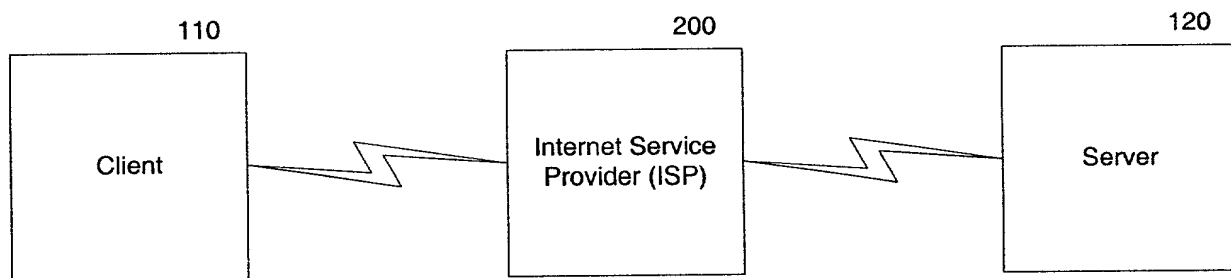 110
200
120
Client
Internet Service
Provider (ISP)
Server